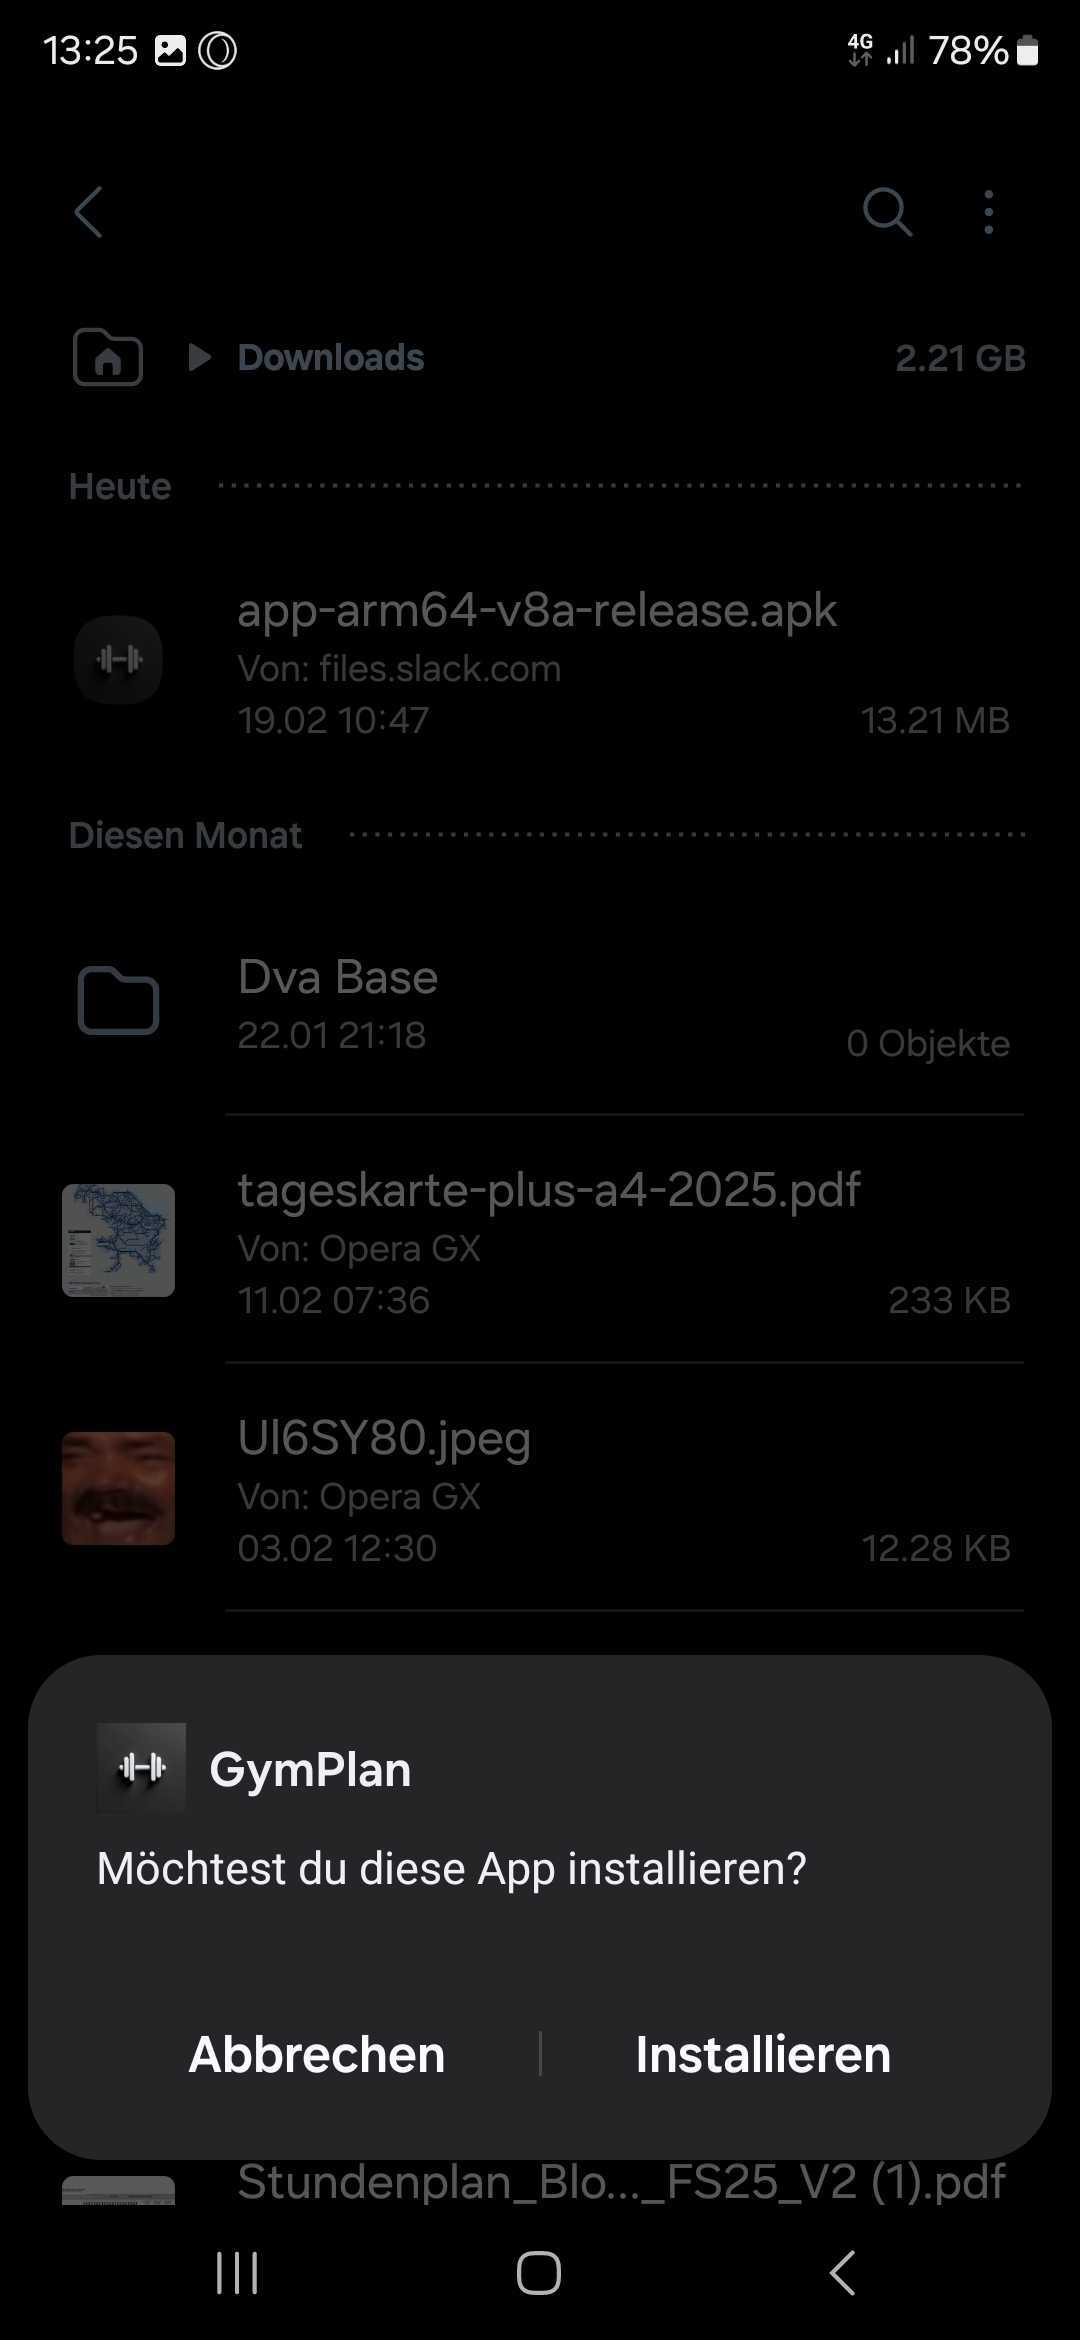 13:25
4G
78%
Downloads
2.21 GB
Heute
app-arm64-v8a-release.apk
Von: files.slack.com
19.02 10:47
13.21 MB
Diesen Monat
Dva Base
22.01 21:18
0 Objekte
tageskarte-plus-a4-2025.pdf
Von: Opera GX
11.02 07:36
233 KB
Ul6SY80.jpeg
Von: Opera GX
03.02 12:30
12.28 KB
GymPlan
Möchtest du diese App installieren?
Abbrechen
Installieren
Stundenplan_Blo..._FS25_V2 (1).pdf